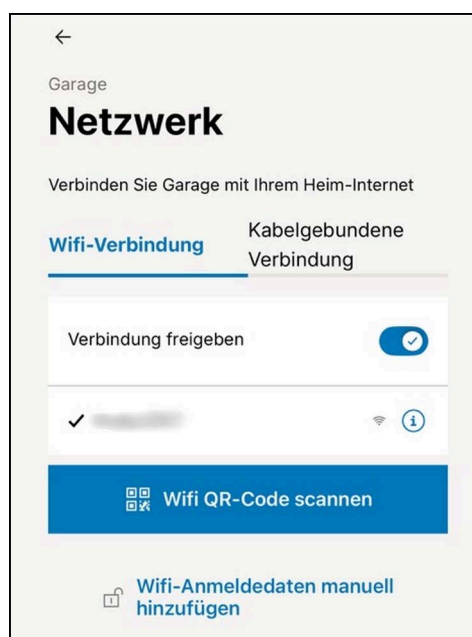 Garage
Netzwerk
Verbinden Sie Garage mit Ihrem Heim-Internet
Wifi-Verbindung
Kabelgebundene
Verbindung
Verbindung freigeben
Wifi QR-Code scannen
Wifi-Anmeldedaten manuell
hinzufügen